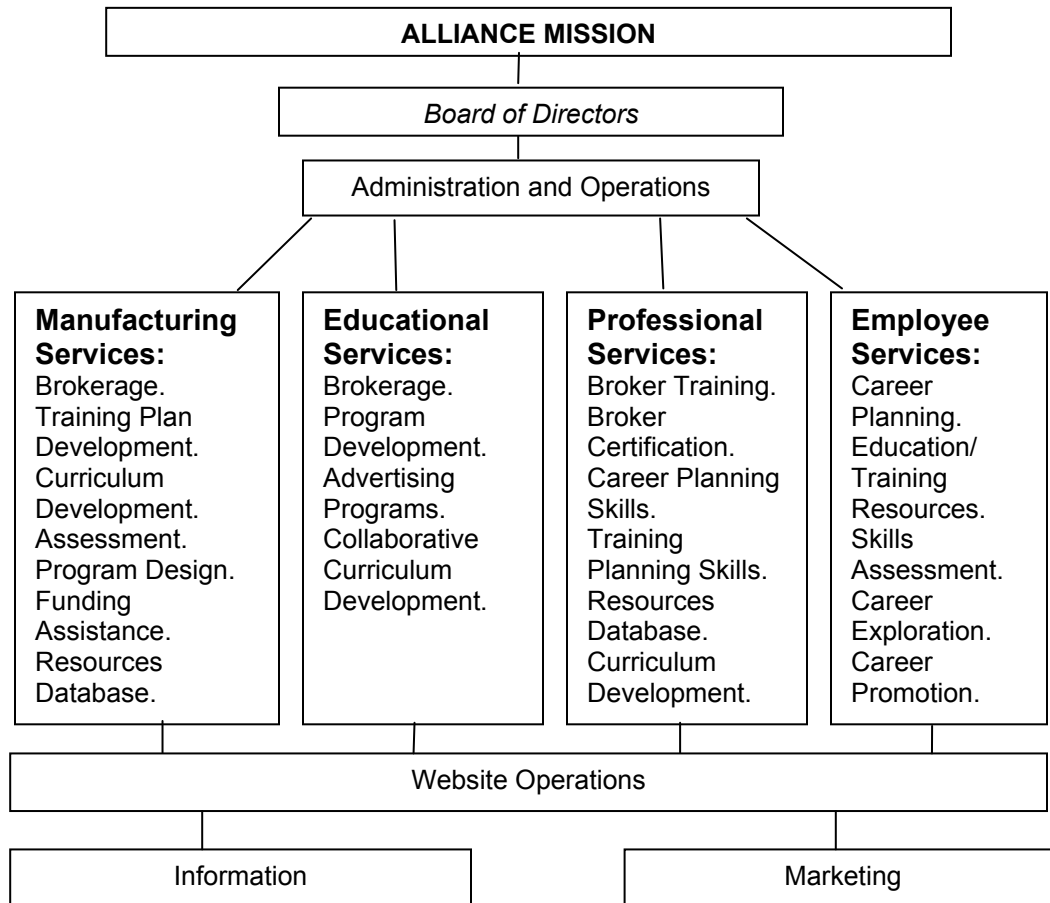 ALLIANCE MISSION
Board of Directors
Administration and Operations
Manufacturing
Services:
Brokerage.
Training Plan
Development.
Curriculum
Development.
Assessment.
Program Design.
Funding
Assistance.
Resources
Database.
Educational
Services:
Brokerage.
Program
Development.
Advertising
Programs.
Collaborative
Curriculum
Development.
Professional
Services:
Broker Training.
Broker
Certification.
Career Planning
Skills.
Training
Planning Skills.
Resources
Database.
Curriculum
Development.
Employee
Services:
Career
Planning.
Education/
Training
Resources.
Skills
Assessment.
Career
Exploration.
Career
Promotion.
Website Operations
Information
Marketing